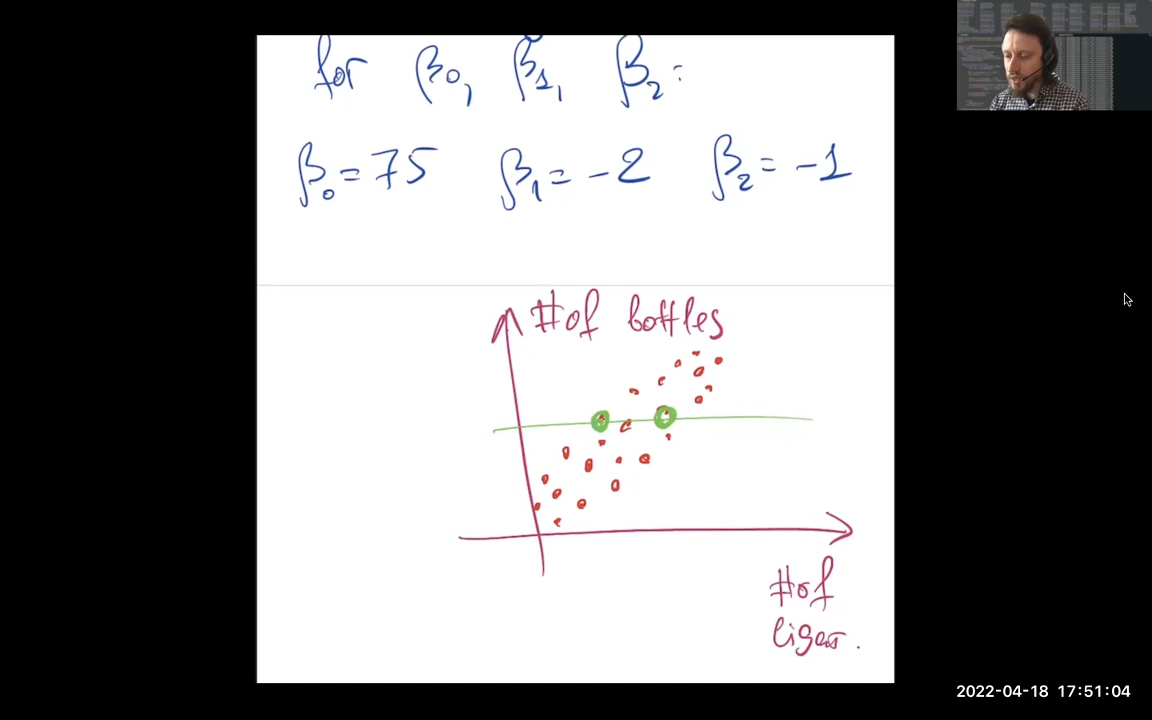 for β0, β1, β2:
β0 = 75 β1 = -2 β2 = -1
# of bottles
# of
2022-04-18 17:51:04